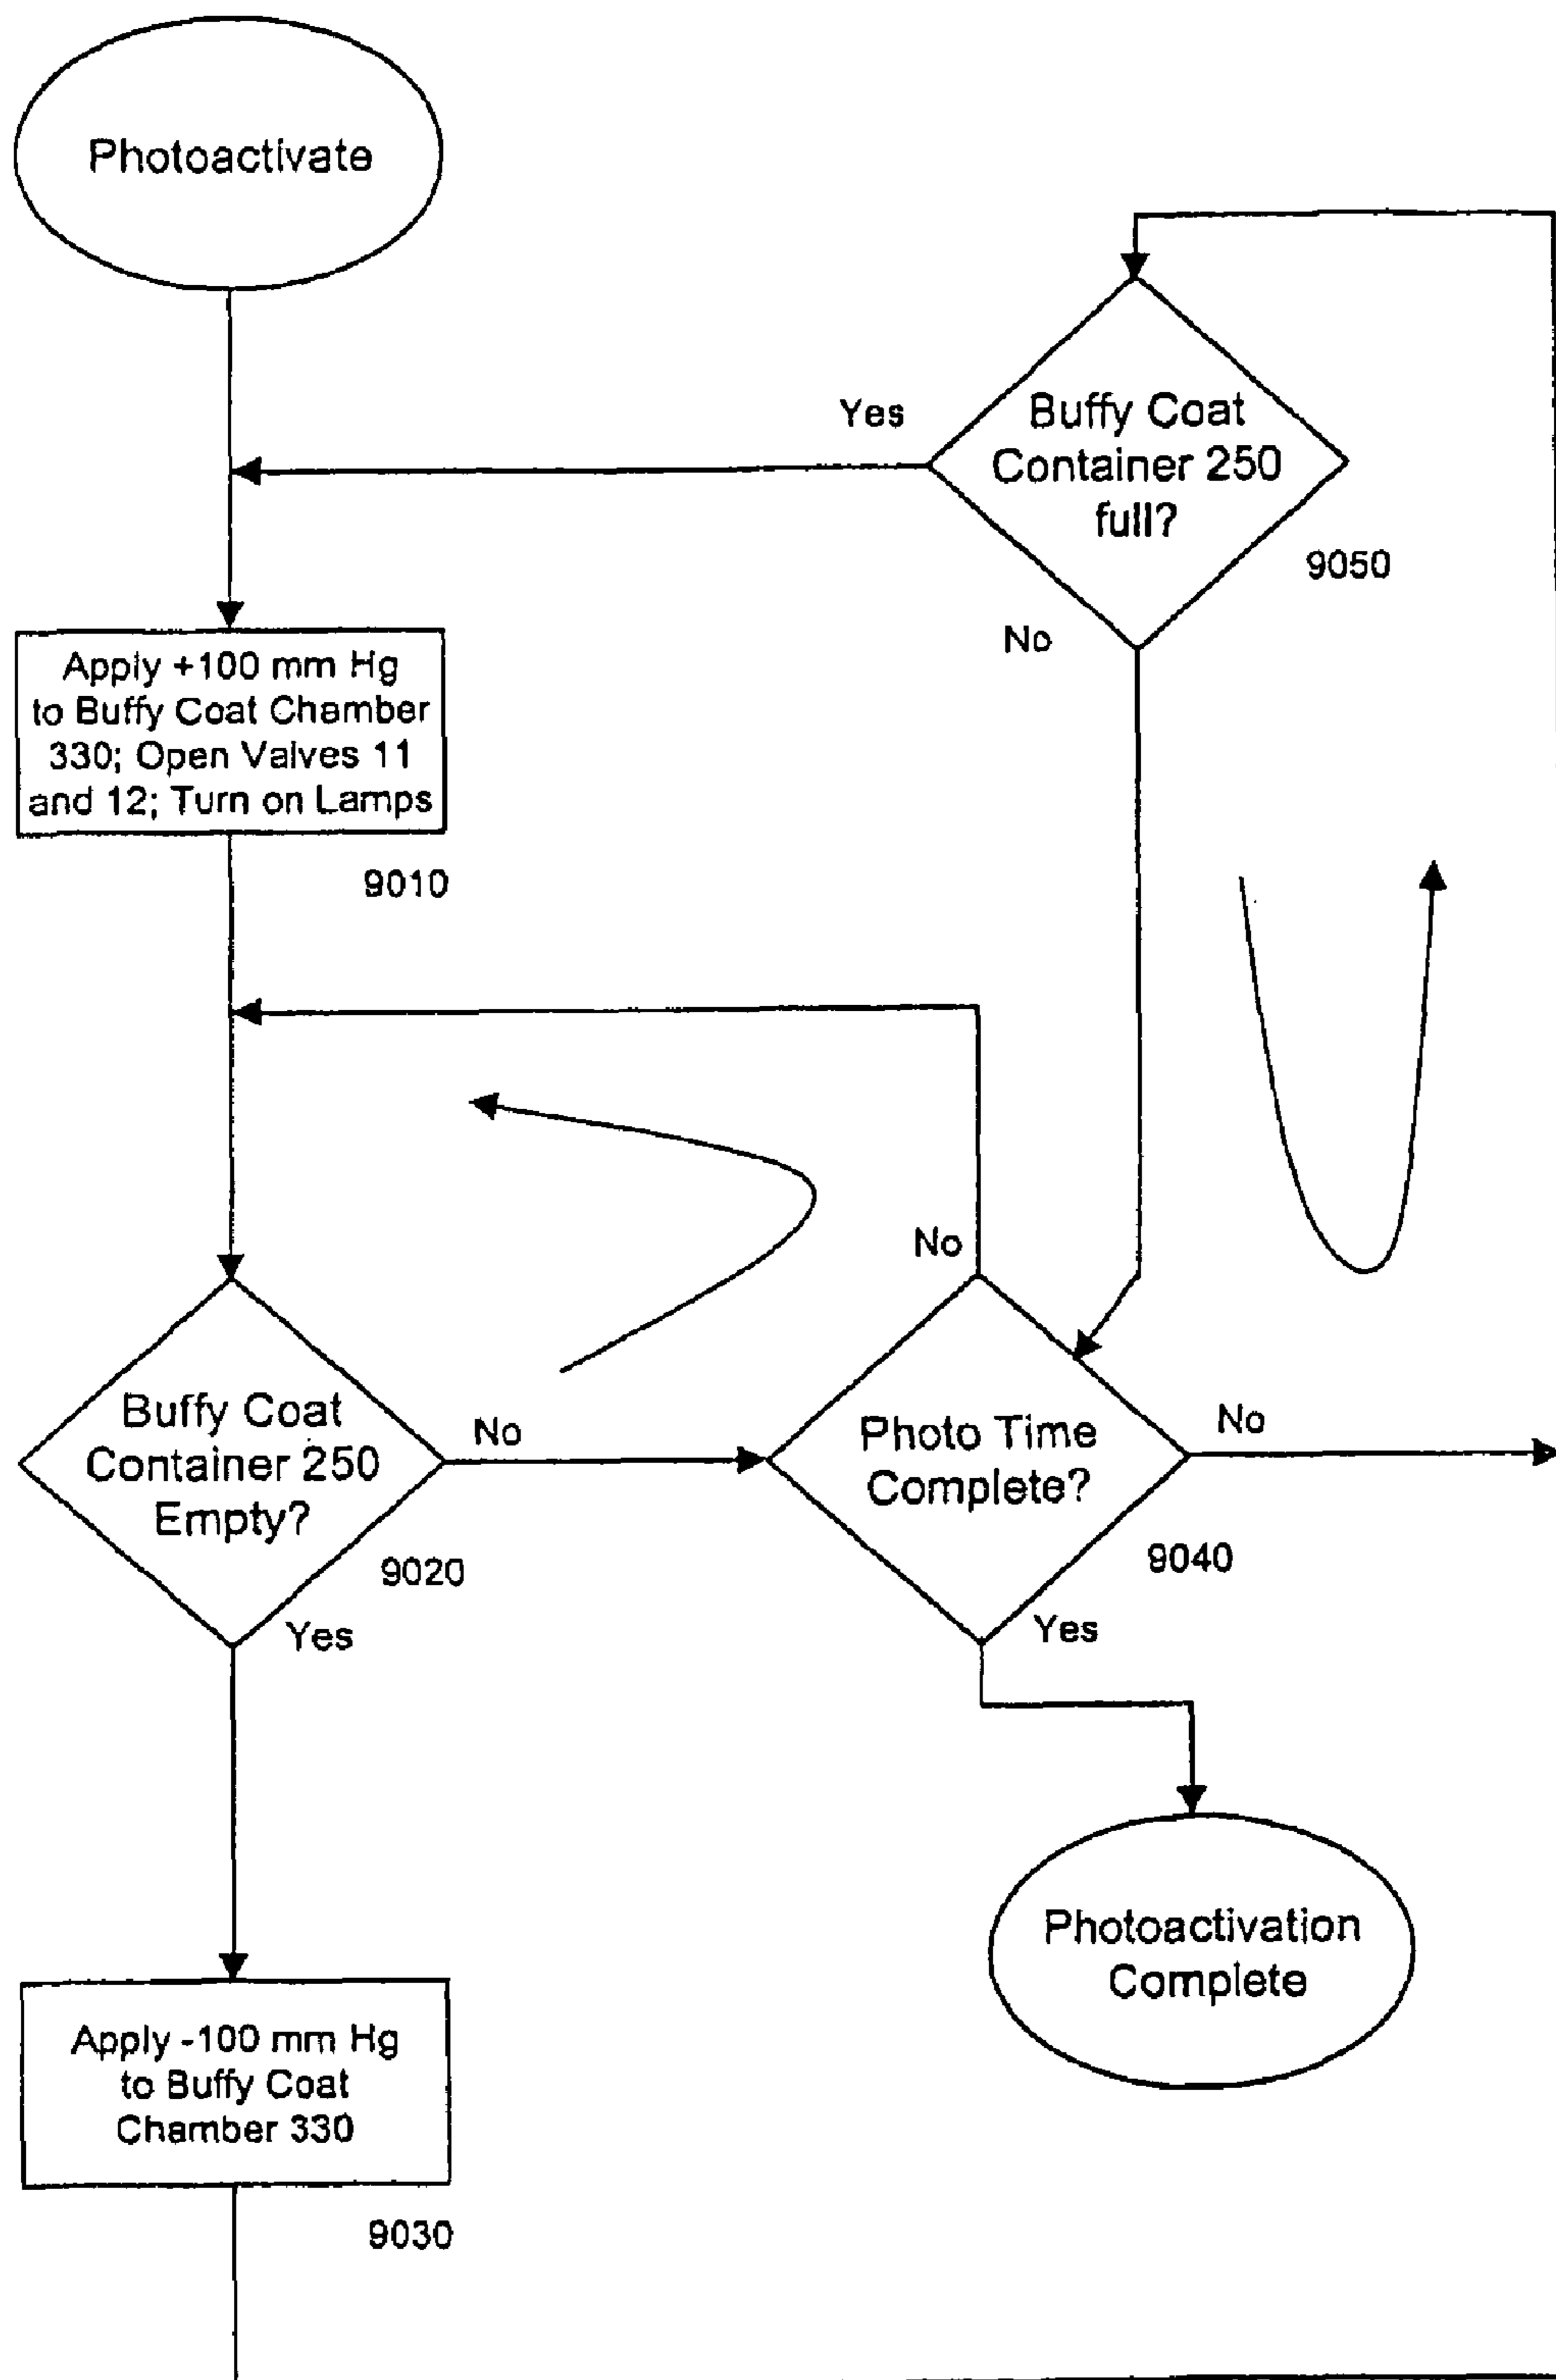 Photoactivate
Yes
Buffy Coat
Container 250
full?
9050
No
Apply +100 mm Hg
to Buffy Coat Chamber
330; Open Valves 11
and 12; Turn on Lamps
9010
No
Buffy Coat
Container 250
Empty?
No
9020
Yes
Photo Time
Complete?
No
9040
Yes
Photoactivation
Complete
Apply -100 mm Hg
to Buffy Coat
Chamber 330
9030